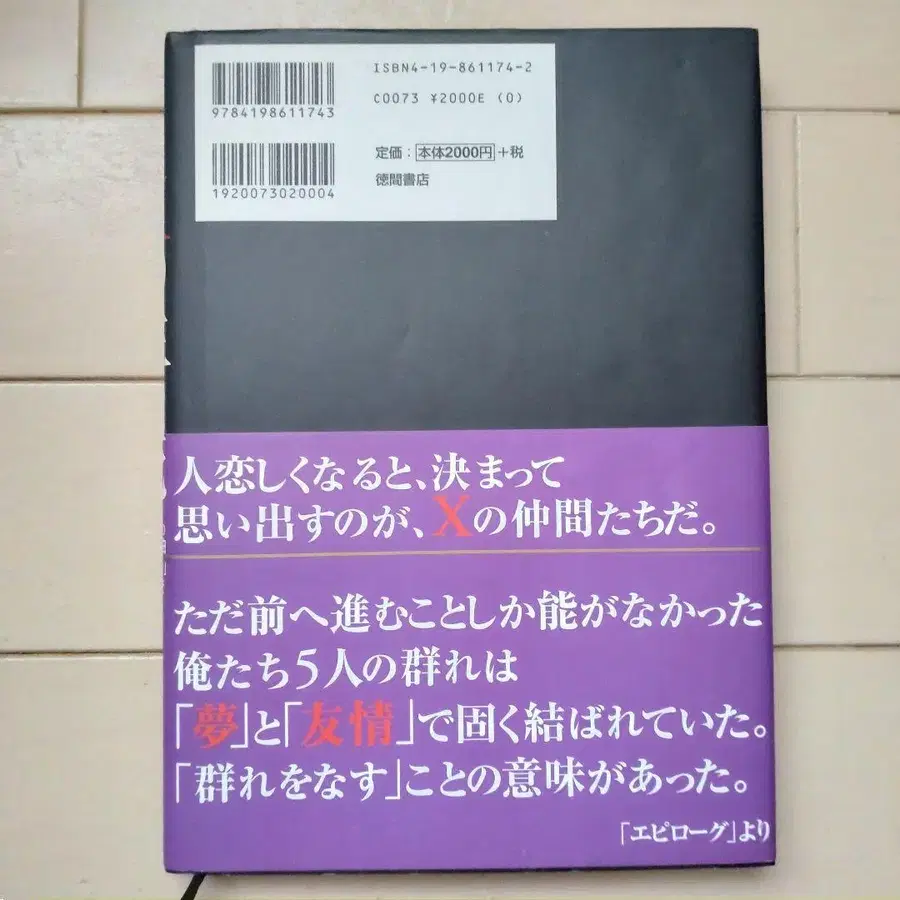 ISBN4-19-861174-2
C0073 ¥2000E (0)
9784198611743
定価：本体2000円+税
徳間書店
1920073020004
人恋しくなると、決まって
思い出すのが、Xの仲間たちだ。
ただ前へ進むことしか能がなかった
俺たち5人の群れは
「夢」と「友情」で固く結ばれていた。
「群れをなす」ことの意味があった。
「エピローグ」より